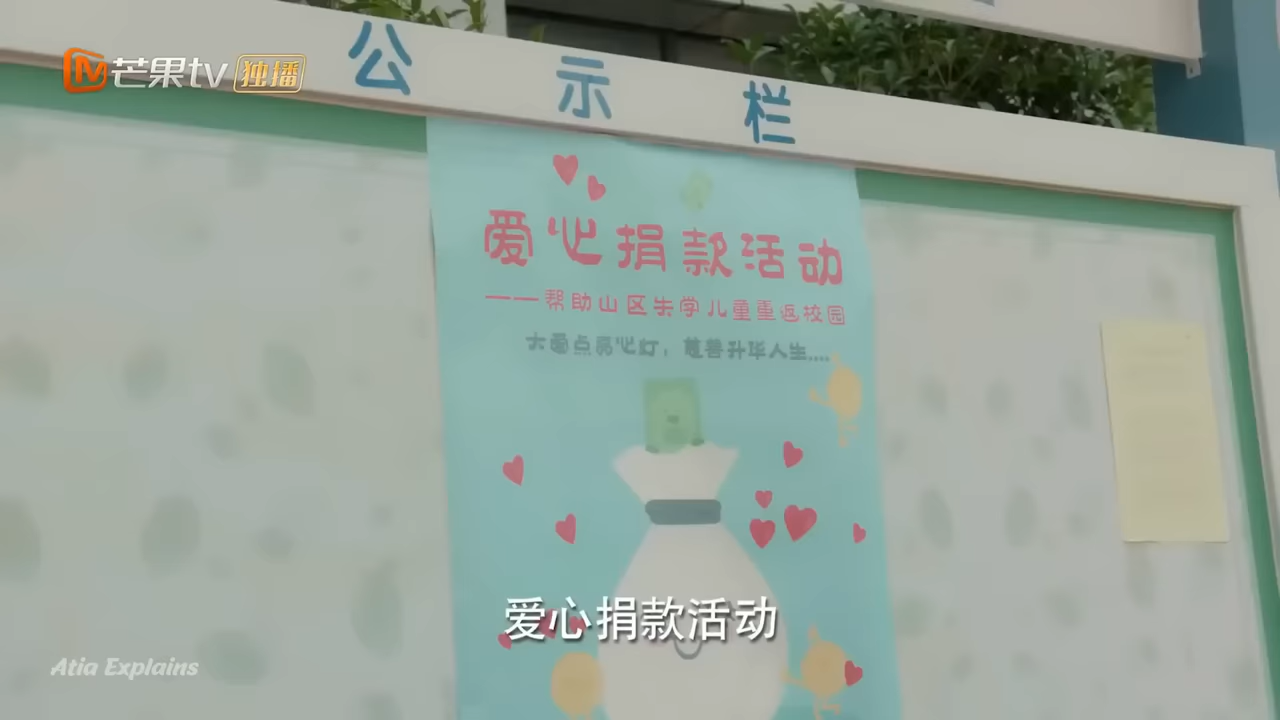 芒果tv 独播
公示栏
爱心捐款活动
——帮助山区失学儿童重返校园
大爱点亮心灯，慈善升华人生....
爱心捐款活动
Atia Explains